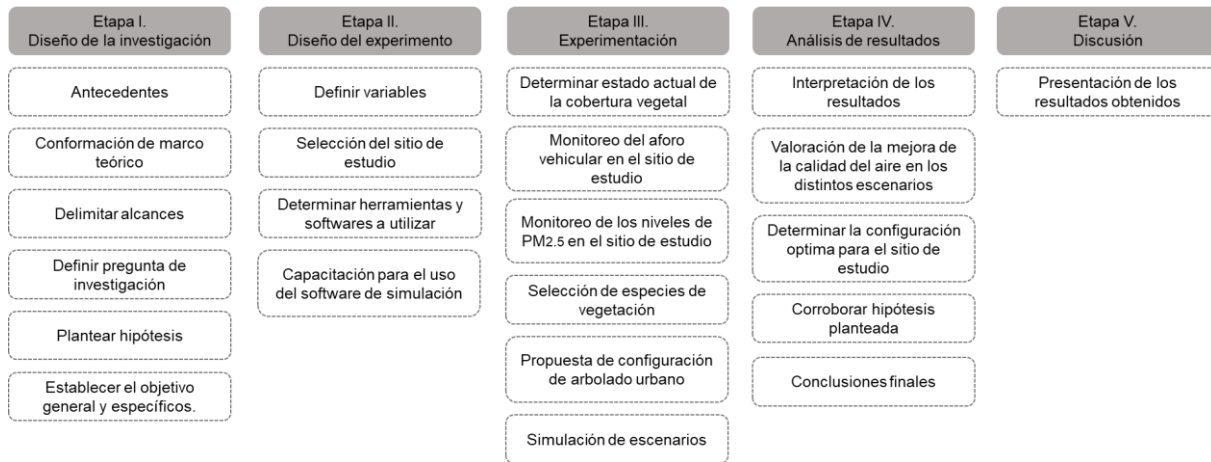 Etapa I.
Diseño de la investigación
Antecedentes
Conformación de marco
teórico
Delimitar alcances
Definir pregunta de
investigación
Plantear hipótesis
Establecer el objetivo
general y específicos.
Etapa II.
Diseño del experimento
Definir variables
Selección del sitio de
estudio
Determinar herramientas y
softwares a utilizar
Capacitación para el uso
del software de simulación
Etapa III.
Experimentación
Determinar estado actual de
la cobertura vegetal
Monitoreo del aforo
vehicular en el sitio de
estudio
Monitoreo de los niveles de
PM2.5 en el sitio de estudio
Selección de especies de
vegetación
Propuesta de configuración
de arbolado urbano
Simulación de escenarios
Etapa IV.
Análisis de resultados
Interpretación de los
resultados
Valoración de la mejora de
la calidad del aire en los
distintos escenarios
Determinar la configuración
optima para el sitio de
estudio
Corroborar hipótesis
planteada
Conclusiones finales
Etapa V.
Discusión
Presentación de los
resultados obtenidos